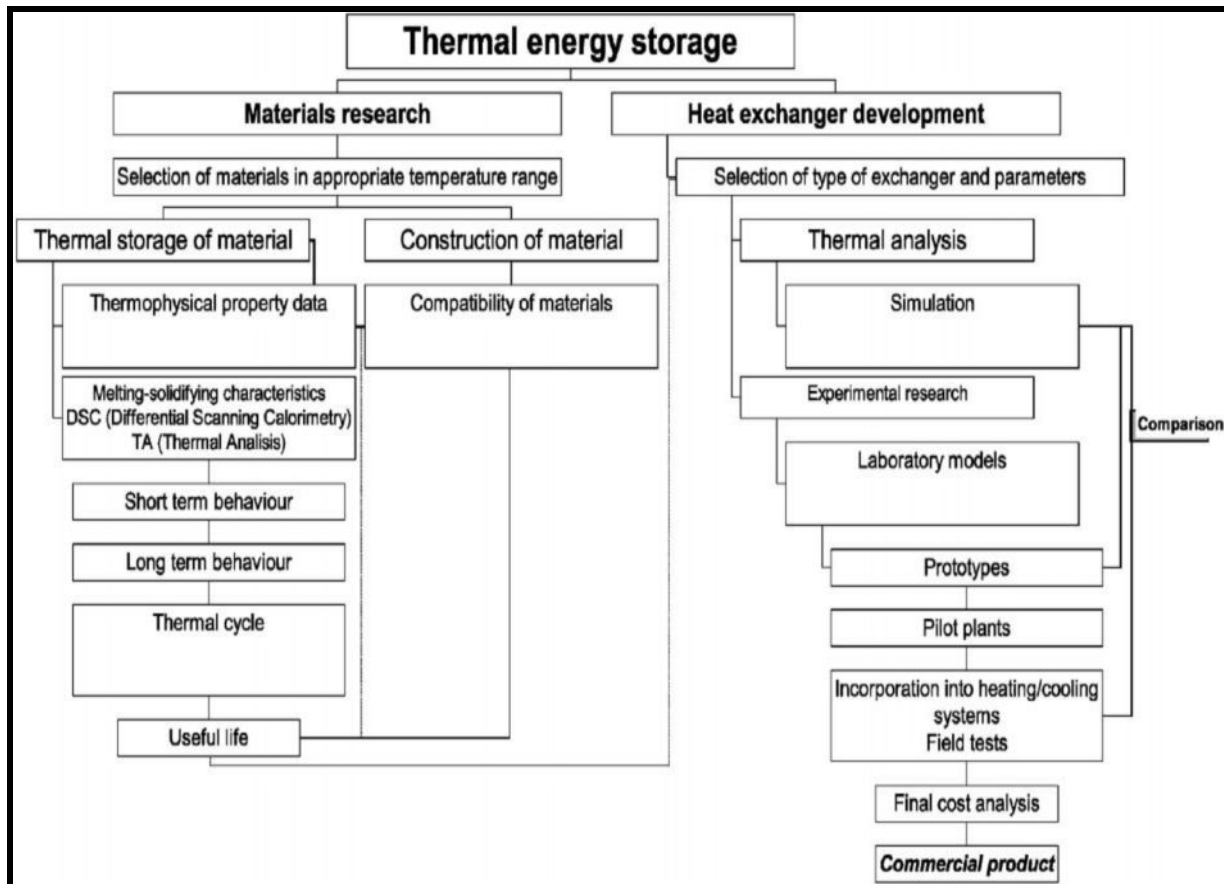 Thermal energy storage
Materials research
Heat exchanger development
Selection of materials in appropriate temperature range
Selection of type of exchanger and parameters
Thermal storage of material
Construction of material
Thermal analysis
Thermophysical property data
Compatibility of materials
Simulation
Melting-solidifying characteristics
DSC (Differential Scanning Calorimetry)
TA (Thermal Analisis)
Experimental research
Comparison
Laboratory models
Short term behaviour
Long term behaviour
Prototypes
Thermal cycle
Pilot plants
Incorporation into heating/cooling
systems
Field tests
Useful life
Final cost analysis
Commercial product